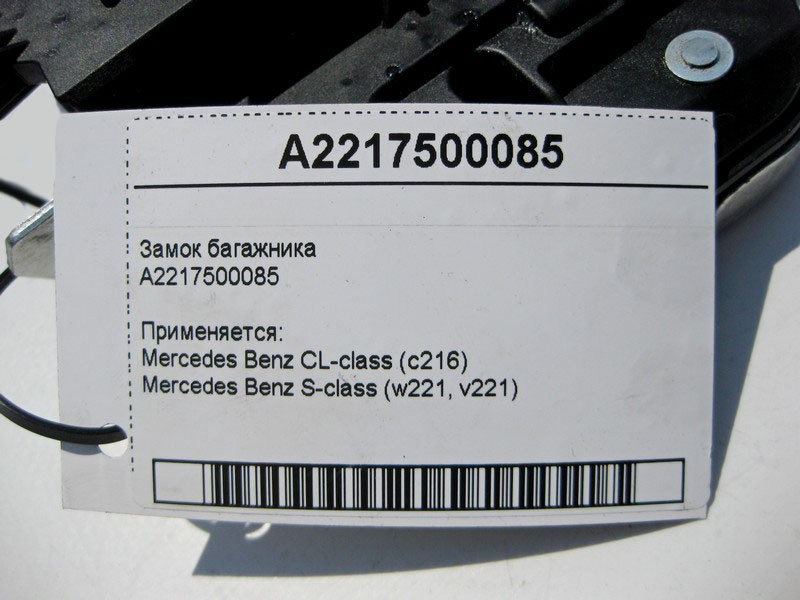 A2217500085
Замок багажника
A2217500085
Применяется:
Mercedes Benz CL-class (c216)
Mercedes Benz S-class (w221, v221)